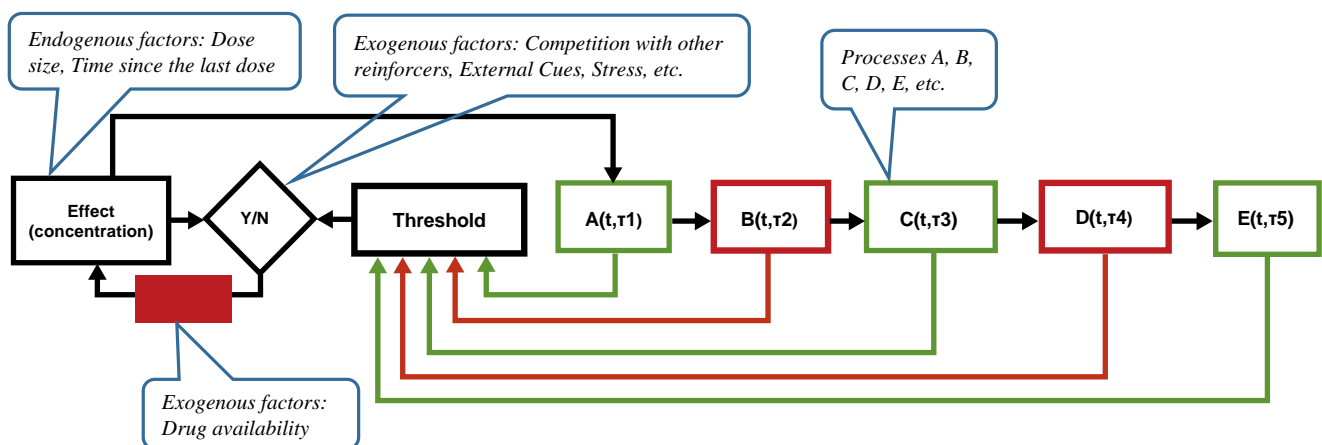 Endogenous factors: Dose
size, Time since the last dose
Exogenous factors: Competition with other
reinforcers, External Cues, Stress, etc.
Processes A, B,
C, D, E, etc.
Effect
(concentration)
Y/N
Threshold
A(t,τ1)
B(t,τ2)
C(t,τ3)
D(t,τ4)
E(t,τ5)
Exogenous factors:
Drug availability